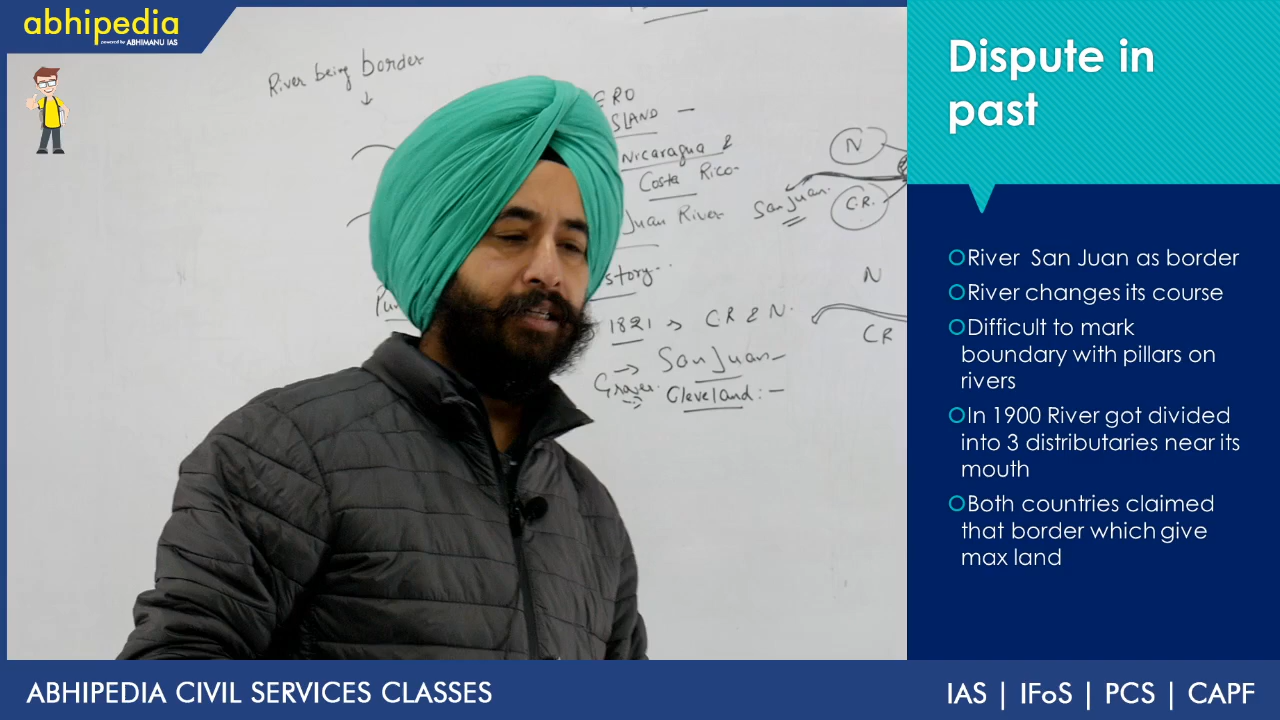 abhipedia
powered by ABHIMANU IAS
River being border
ERO
SLAND -
Nicaragua &
Costa Rico-
Juan River
San Juan.
N
C.R.
story..
N
CR
1821 → C.R & N.
→ San Juan-
Cleveland:-
Dispute in
past
River San Juan as border
River changes its course
Difficult to mark
boundary with pillars on
rivers
In 1900 River got divided
into 3 distributaries near its
mouth
Both countries claimed
that border which give
max land
ABHIPEDIA CIVIL SERVICES CLASSES
IAS | IFoS | PCS | CAPF